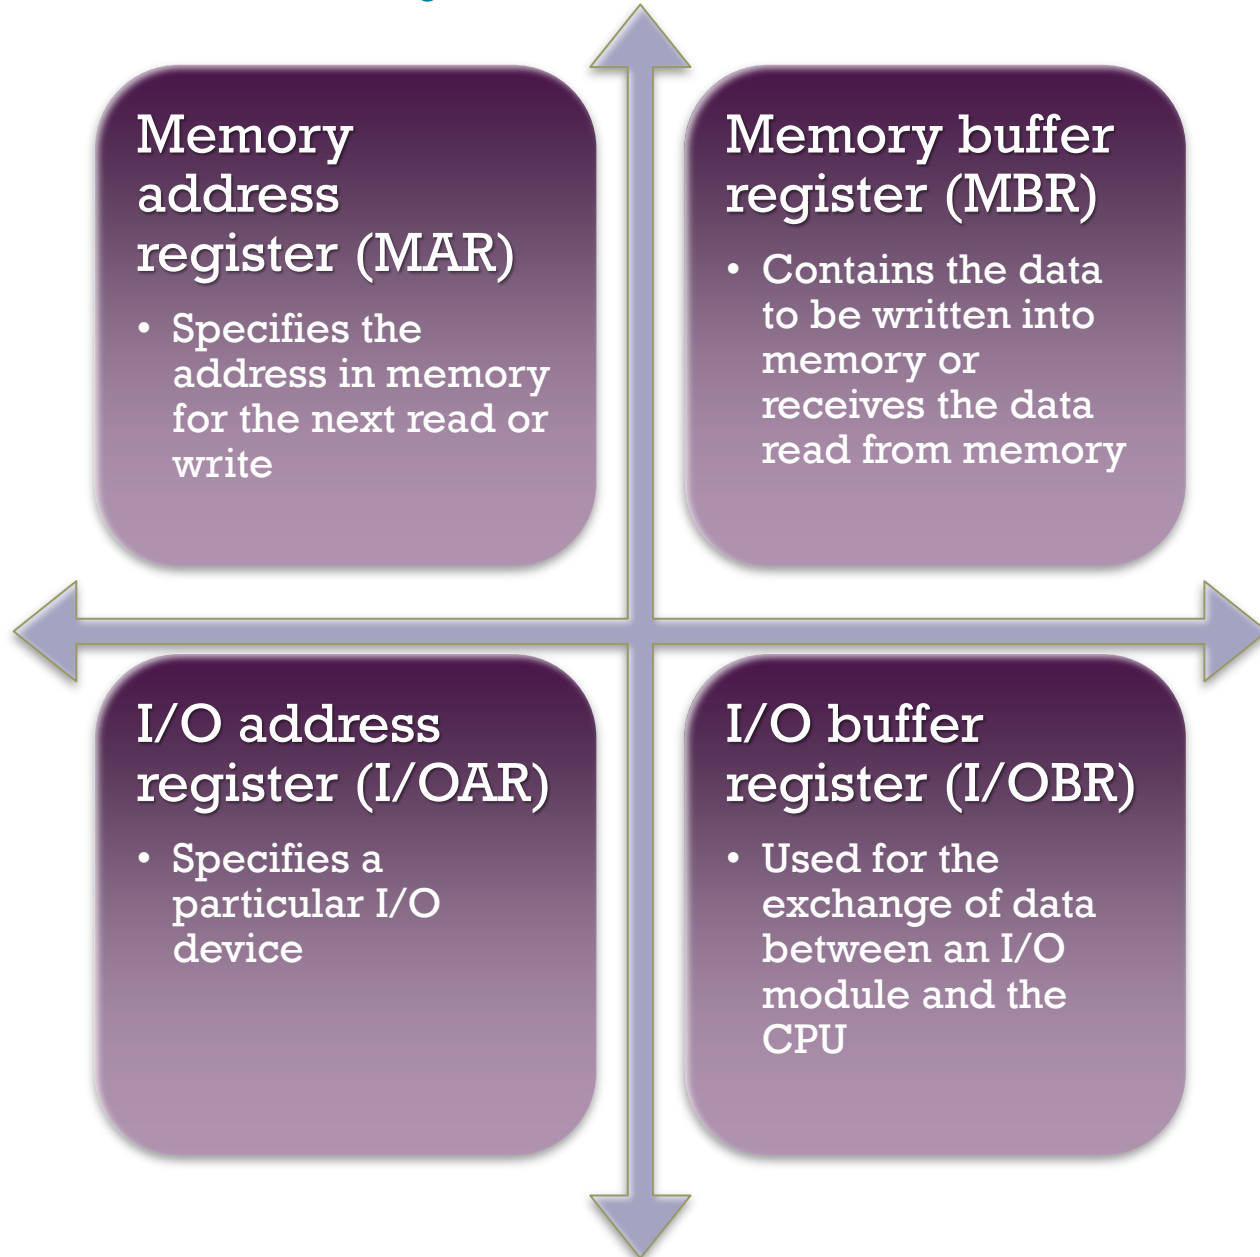 Memory
address
register (MAR)
• Specifies the
address in memory
for the next read or
write
Memory buffer
register (MBR)
• Contains the data
to be written into
memory or
receives the data
read from memory
I/O address
register (I/OAR)
• Specifies a
particular I/O
device
I/O buffer
register (I/OBR)
• Used for the
exchange of data
between an I/O
module and the
CPU